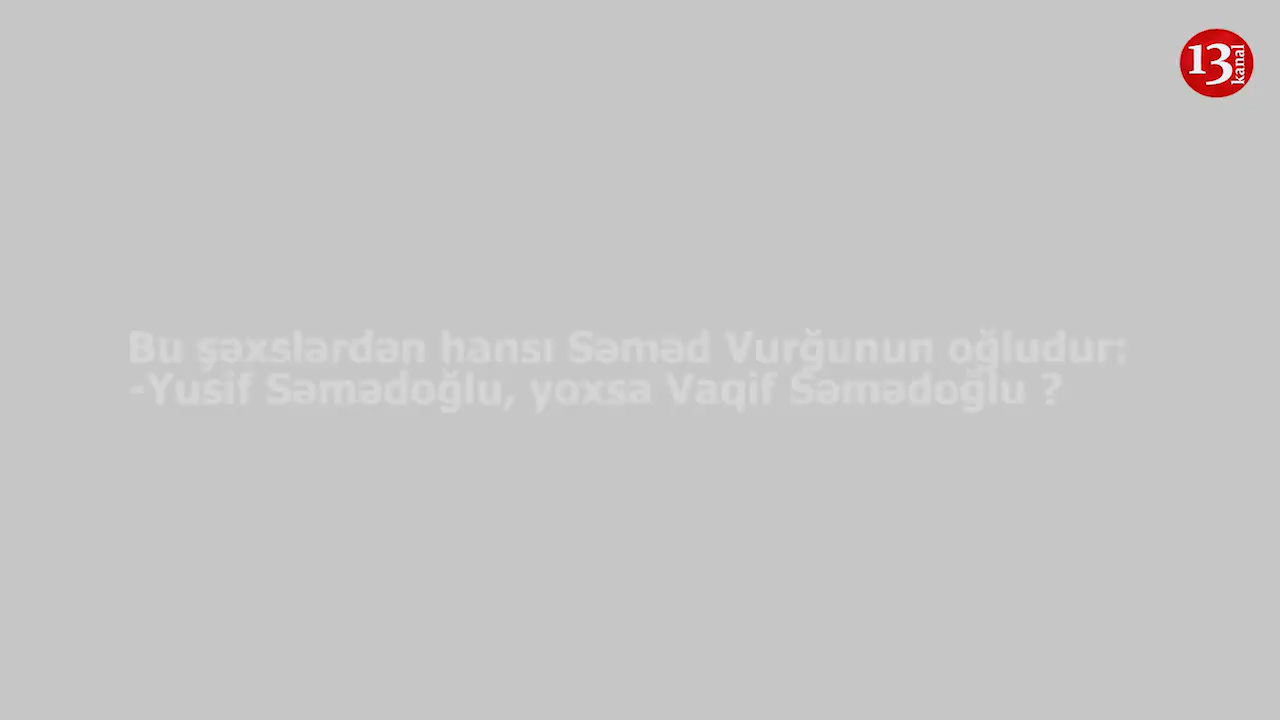 13 kanal
Bu şəxslərdən hansı Səməd Vurğunun oğludur:
-Yusif Səmədoğlu, yoxsa Vaqif Səmədoğlu ?